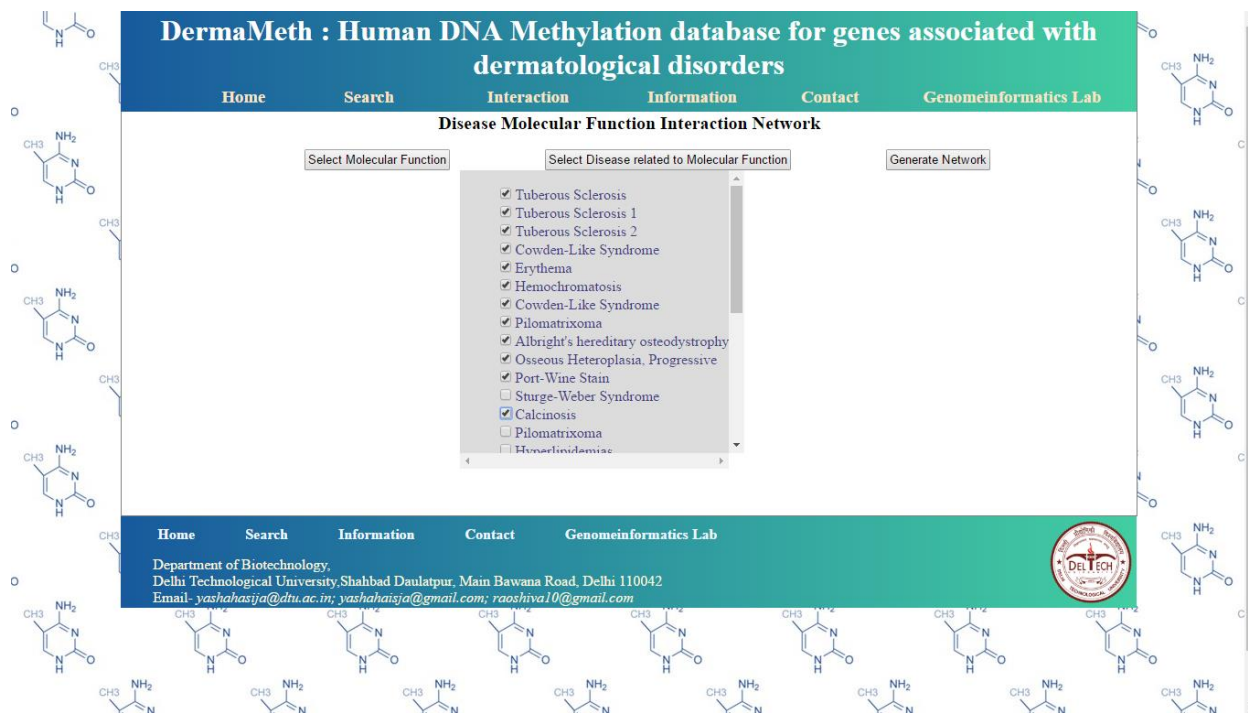 DermaMeth : Human DNA Methylation database for genes associated with
dermatological disorders
Home Search Interaction Information Contact Genomeinformatics Lab
Disease Molecular Function Interaction Network
Select Molecular Function Select Disease related to Molecular Function Generate Network
Tuberous Sclerosis
Tuberous Sclerosis 1
Tuberous Sclerosis 2
Cowden-Like Syndrome
Erythema
Hemochromatosis
Cowden-Like Syndrome
Pilomatrixoma
Albright's hereditary osteodystrophy
Osseous Heteroplasia, Progressive
Port-Wine Stain
Sturge-Weber Syndrome
Calcinosis
Pilomatrixoma
Hyperlipidemias
Home Search Information Contact Genomeinformatics Lab
Department of Biotechnology,
Delhi Technological University,Shahbad Daulatpur, Main Bawana Road, Delhi 110042
Email- yashahasija@dtu.ac.in; yashahaisja@gmail.com; raoshiva10@gmail.com
DELTECH